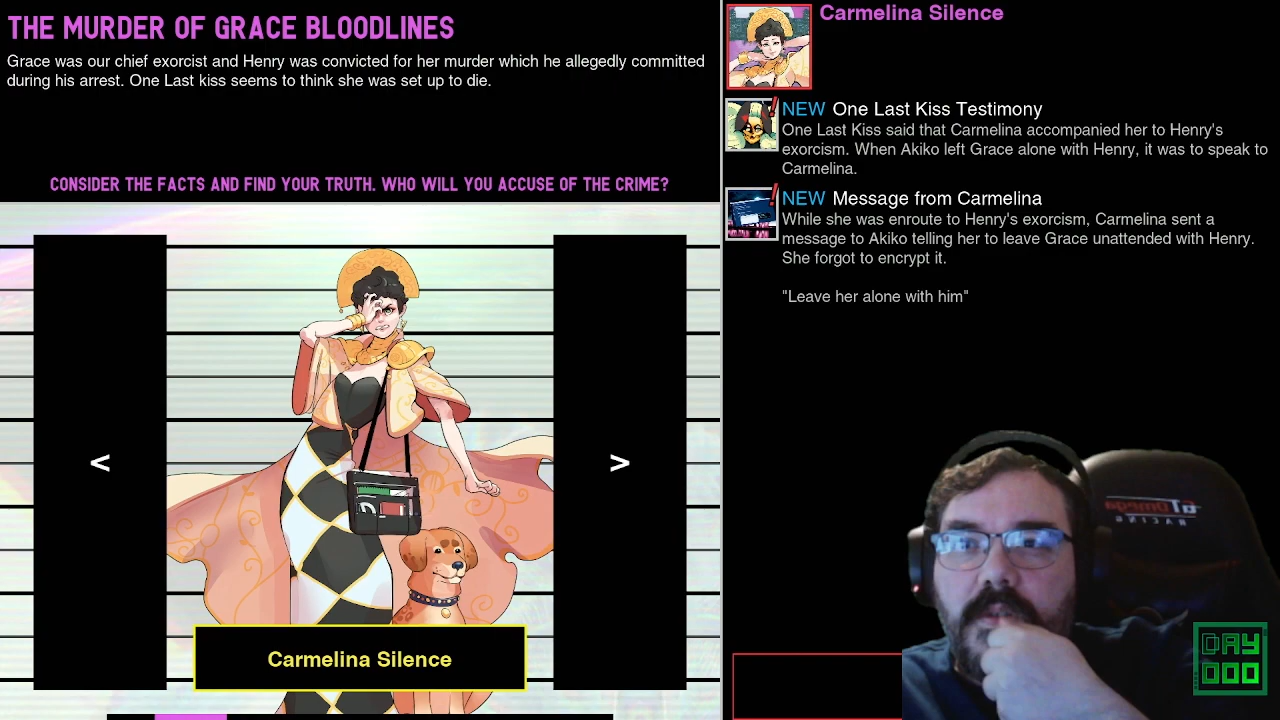 THE MURDER OF GRACE BLOODLINES
Grace was our chief exorcist and Henry was convicted for her murder which he allegedly committed
during his arrest. One Last kiss seems to think she was set up to die.
CONSIDER THE FACTS AND FIND YOUR TRUTH. WHO WILL YOU ACCUSE OF THE CRIME?
<
>
Carmelina Silence
Carmelina Silence
NEW One Last Kiss Testimony
One Last Kiss said that Carmelina accompanied her to Henry's
exorcism. When Akiko left Grace alone with Henry, it was to speak to
Carmelina.
NEW Message from Carmelina
While she was enroute to Henry's exorcism, Carmelina sent a
message to Akiko telling her to leave Grace unattended with Henry.
She forgot to encrypt it.
"Leave her alone with him"
GTOmega
RACING
DAY
000